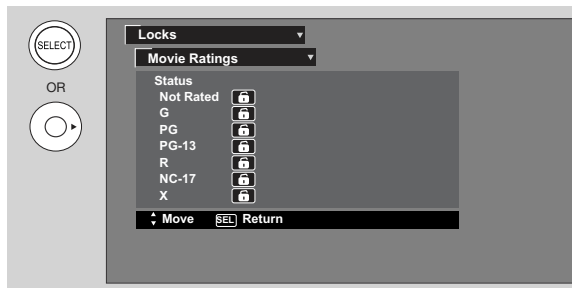 SELECT
OR
Locks
Movie Ratings
Status
Not Rated
G
PG
PG-13
R
NC-17
X
Move SEL Return